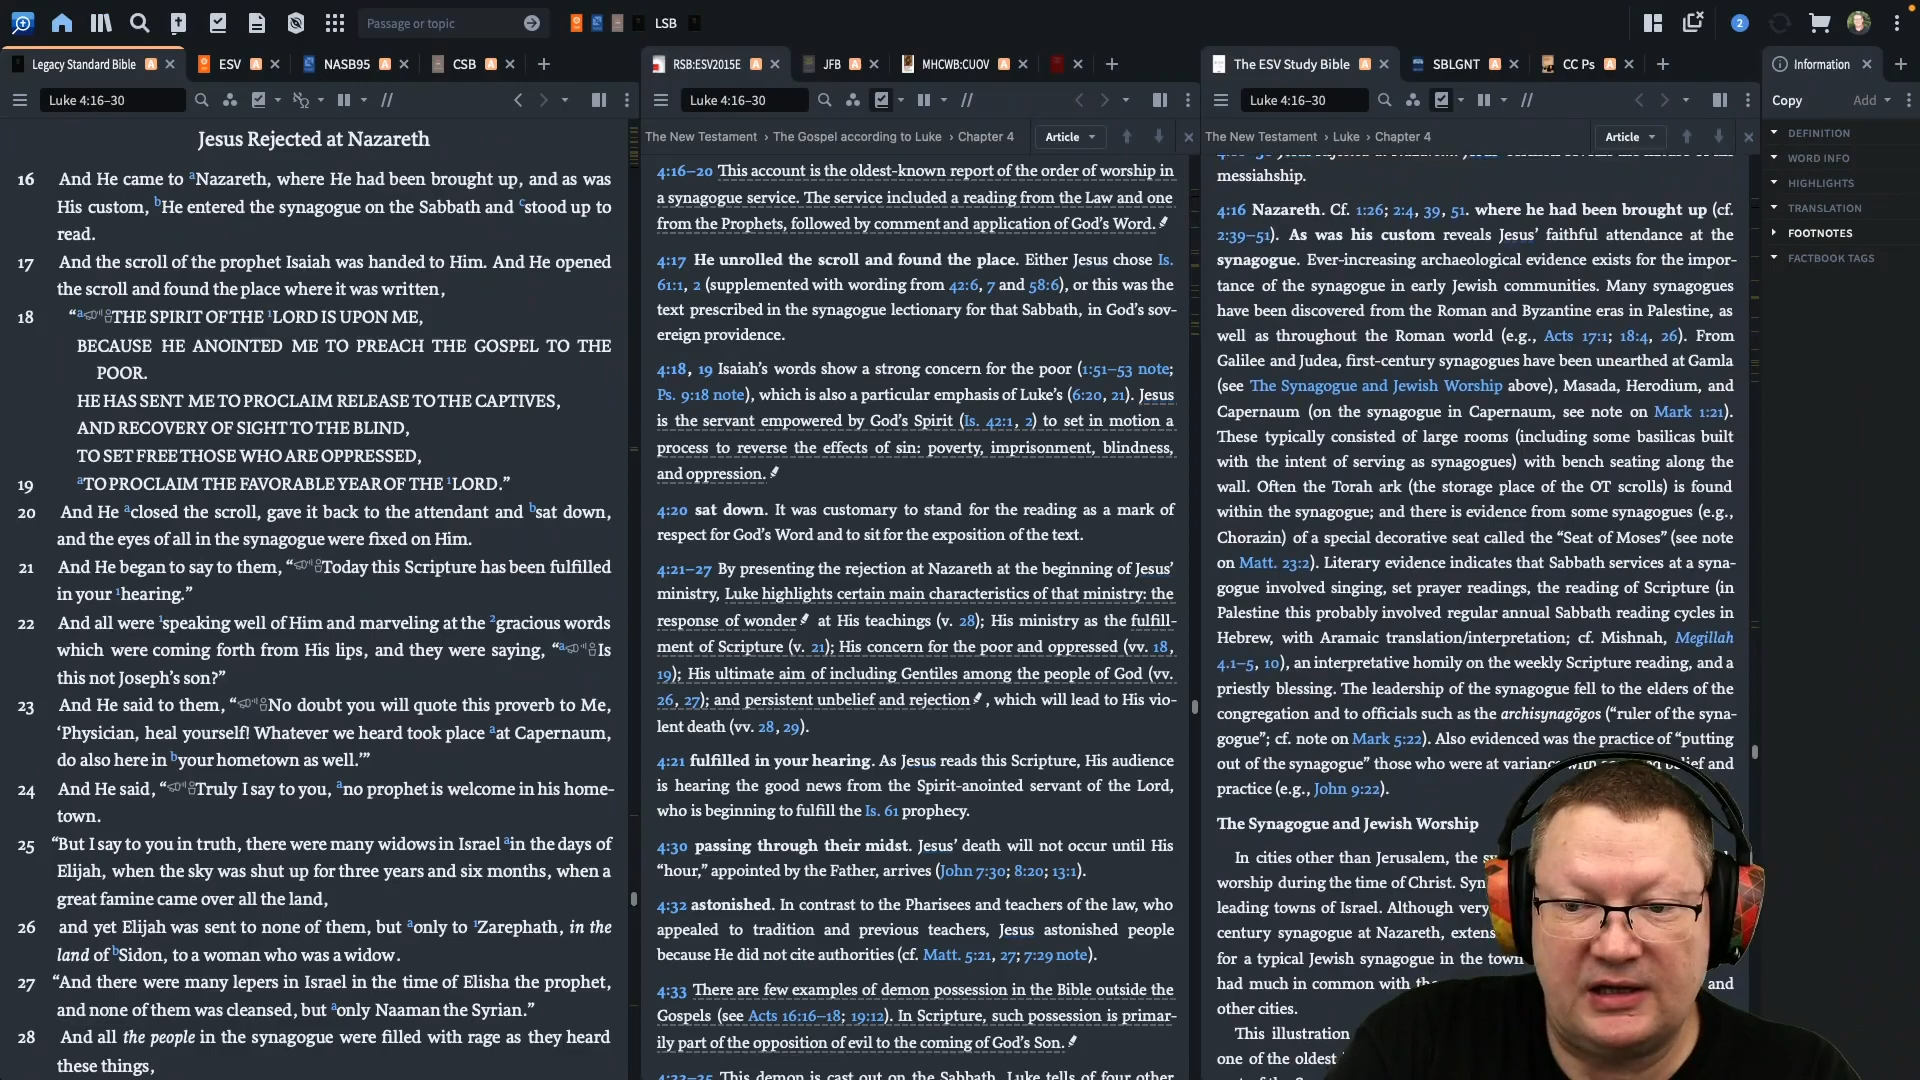 Passage or topic
LSB
2
Legacy Standard Bible A
ESV A
NASB95 A
CSB A
RSB:ESV2015E A
JFB A
MHCWB:CUOV A
The ESV Study Bible A
SBLGNT A
CC Ps A
Information
Luke 4:16–30
Luke 4:16–30
Luke 4:16–30
Copy
Add
Jesus Rejected at Nazareth
16 And He came to aNazareth, where He had been brought up, and as was
His custom, bHe entered the synagogue on the Sabbath and cstood up to
read.
17 And the scroll of the prophet Isaiah was handed to Him. And He opened
the scroll and found the place where it was written,
18 “aTHE SPIRIT OF THE 1LORD IS UPON ME,
BECAUSE HE ANOINTED ME TO PREACH THE GOSPEL TO THE
POOR.
HE HAS SENT ME TO PROCLAIM RELEASE TO THE CAPTIVES,
AND RECOVERY OF SIGHT TO THE BLIND,
TO SET FREE THOSE WHO ARE OPPRESSED,
19 aTO PROCLAIM THE FAVORABLE YEAR OF THE 1LORD.”
20 And He aclosed the scroll, gave it back to the attendant and bsat down,
and the eyes of all in the synagogue were fixed on Him.
21 And He began to say to them, “Today this Scripture has been fulfilled
in your 1hearing.”
22 And all were 1speaking well of Him and marveling at the 2gracious words
which were coming forth from His lips, and they were saying, “aIs
this not Joseph’s son?”
23 And He said to them, “No doubt you will quote this proverb to Me,
‘Physician, heal yourself! Whatever we heard took place aat Capernaum,
do also here in byour hometown as well.’”
24 And He said, “Truly I say to you, ano prophet is welcome in his home-
town.
25 “But I say to you in truth, there were many widows in Israel ain the days of
Elijah, when the sky was shut up for three years and six months, when a
great famine came over all the land,
26 and yet Elijah was sent to none of them, but aonly to 1Zarephath, in the
land of bSidon, to a woman who was a widow.
27 “And there were many lepers in Israel in the time of Elisha the prophet,
and none of them was cleansed, but aonly Naaman the Syrian.”
28 And all the people in the synagogue were filled with rage as they heard
these things,
The New Testament › The Gospel according to Luke › Chapter 4
Article
4:16–20 This account is the oldest-known report of the order of worship in
a synagogue service. The service included a reading from the Law and one
from the Prophets, followed by comment and application of God’s Word.
4:17 He unrolled the scroll and found the place. Either Jesus chose Is.
61:1, 2 (supplemented with wording from 42:6, 7 and 58:6), or this was the
text prescribed in the synagogue lectionary for that Sabbath, in God’s sov-
ereign providence.
4:18, 19 Isaiah’s words show a strong concern for the poor (1:51–53 note;
Ps. 9:18 note), which is also a particular emphasis of Luke’s (6:20, 21). Jesus
is the servant empowered by God’s Spirit (Is. 42:1, 2) to set in motion a
process to reverse the effects of sin: poverty, imprisonment, blindness,
and oppression.
4:20 sat down. It was customary to stand for the reading as a mark of
respect for God’s Word and to sit for the exposition of the text.
4:21–27 By presenting the rejection at Nazareth at the beginning of Jesus’
ministry, Luke highlights certain main characteristics of that ministry: the
response of wonder at His teachings (v. 28); His ministry as the fulfill-
ment of Scripture (v. 21); His concern for the poor and oppressed (vv. 18,
19); His ultimate aim of including Gentiles among the people of God (vv.
26, 27); and persistent unbelief and rejection , which will lead to His vio-
lent death (vv. 28, 29).
4:21 fulfilled in your hearing. As Jesus reads this Scripture, His audience
is hearing the good news from the Spirit-anointed servant of the Lord,
who is beginning to fulfill the Is. 61 prophecy.
4:30 passing through their midst. Jesus’ death will not occur until His
“hour,” appointed by the Father, arrives (John 7:30; 8:20; 13:1).
4:32 astonished. In contrast to the Pharisees and teachers of the law, who
appealed to tradition and previous teachers, Jesus astonished people
because He did not cite authorities (cf. Matt. 5:21, 27; 7:29 note).
4:33 There are few examples of demon possession in the Bible outside the
Gospels (see Acts 16:16–18; 19:12). In Scripture, such possession is primar-
ily part of the opposition of evil to the coming of God’s Son.
This demon is cast out on the Sabbath. Luke tells of four other
The New Testament › Luke › Chapter 4
Article
messiahship.
4:16 Nazareth. Cf. 1:26; 2:4, 39, 51. where he had been brought up (cf.
2:39–51). As was his custom reveals Jesus’ faithful attendance at the
synagogue. Ever-increasing archaeological evidence exists for the impor-
tance of the synagogue in early Jewish communities. Many synagogues
have been discovered from the Roman and Byzantine eras in Palestine, as
well as throughout the Roman world (e.g., Acts 17:1; 18:4, 26). From
Galilee and Judea, first-century synagogues have been unearthed at Gamla
(see The Synagogue and Jewish Worship above), Masada, Herodium, and
Capernaum (on the synagogue in Capernaum, see note on Mark 1:21).
These typically consisted of large rooms (including some basilicas built
with the intent of serving as synagogues) with bench seating along the
wall. Often the Torah ark (the storage place of the OT scrolls) is found
within the synagogue; and there is evidence from some synagogues (e.g.,
Chorazin) of a special decorative seat called the “Seat of Moses” (see note
on Matt. 23:2). Literary evidence indicates that Sabbath services at a syna-
gogue involved singing, set prayer readings, the reading of Scripture (in
Palestine this probably involved regular annual Sabbath reading cycles in
Hebrew, with Aramaic translation/interpretation; cf. Mishnah, Megillah
4.1–5, 10), an interpretative homily on the weekly Scripture reading, and a
priestly blessing. The leadership of the synagogue fell to the elders of the
congregation and to officials such as the archisynagōgos (“ruler of the syna-
gogue”; cf. note on Mark 5:22). Also evidenced was the practice of “putting
out of the synagogue” those who were at variance with belief and
practice (e.g., John 9:22).
The Synagogue and Jewish Worship
In cities other than Jerusalem, the
worship during the time of Christ.
leading towns of Israel. Although very
century synagogue at Nazareth,
for a typical Jewish synagogue in the town
had much in common with and
other cities.
This illustration
one of the oldest
DEFINITION
WORD INFO
HIGHLIGHTS
TRANSLATION
FOOTNOTES
FACTBOOK TAGS